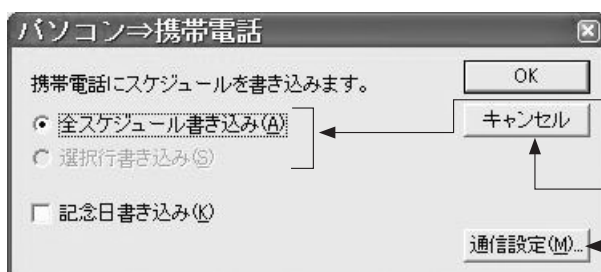 パソコン⇒携帯電話
携帯電話にスケジュールを書き込みます。
OK
全スケジュール書き込み(A)
キャンセル
選択行書き込み(S)
記念日書き込み(K)
通信設定(M)...